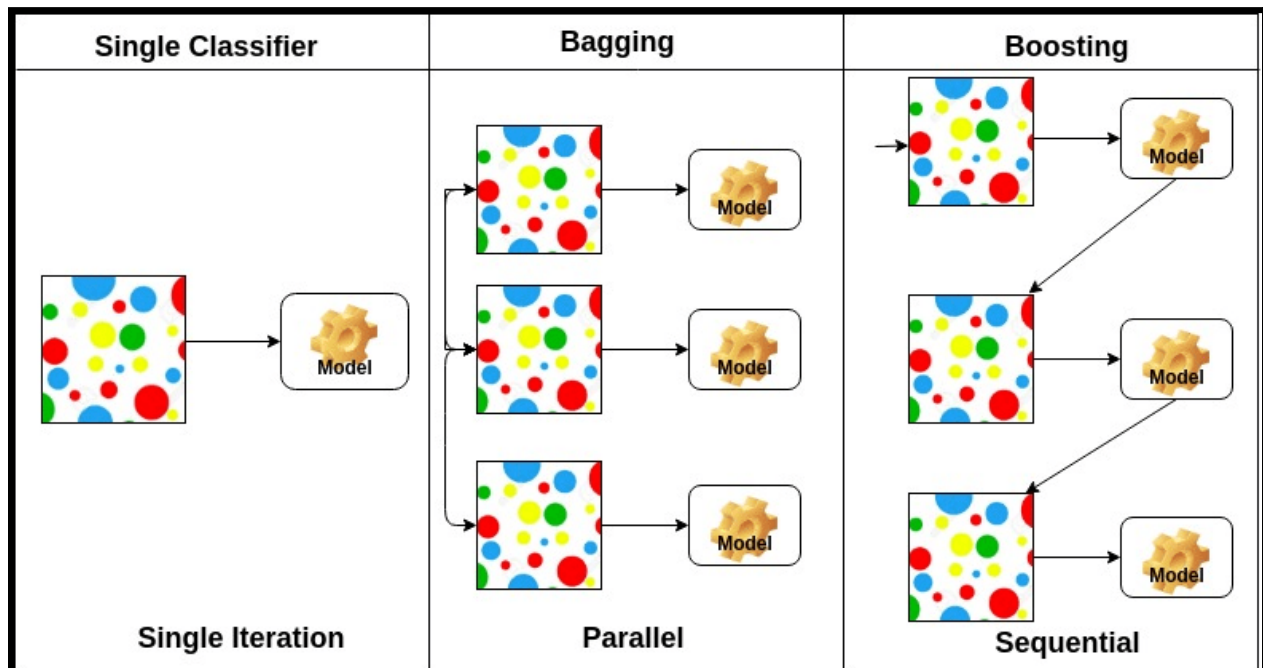 Single Classifier
Model
Single Iteration
Bagging
Model
Model
Model
Parallel
Boosting
Model
Model
Model
Sequential